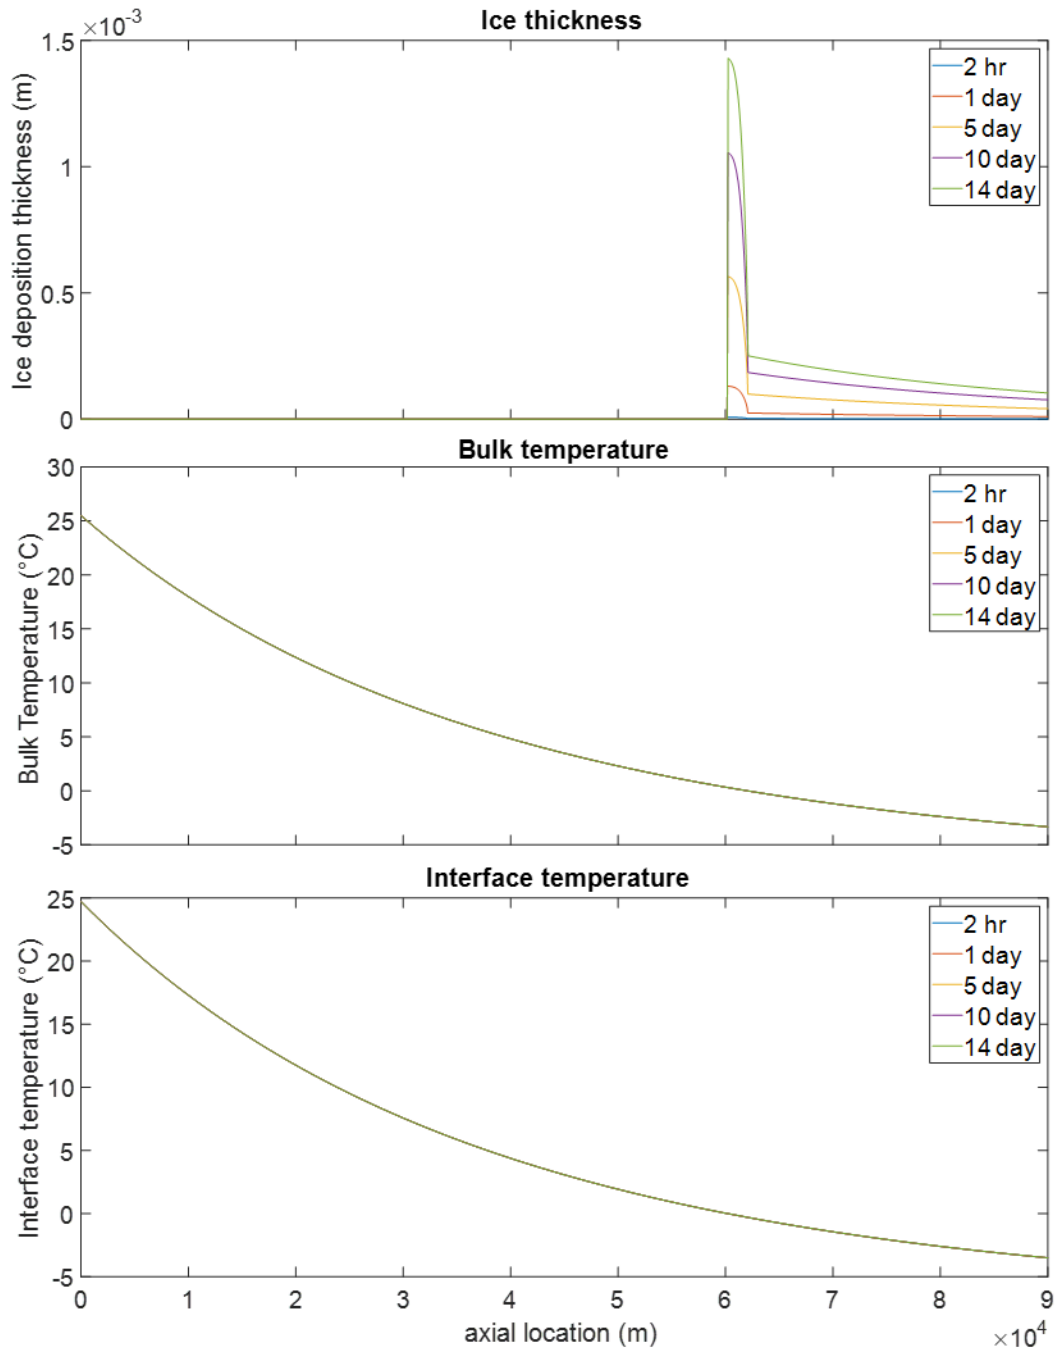 Ice thickness
×10-3
1.5
1
0.5
0
Ice deposition thickness (m)
2 hr
1 day
5 day
10 day
14 day
Bulk temperature
30
25
20
15
10
5
0
-5
Bulk Temperature (°C)
2 hr
1 day
5 day
10 day
14 day
Interface temperature
25
20
15
10
5
0
-5
Interface temperature (°C)
2 hr
1 day
5 day
10 day
14 day
0 1 2 3 4 5 6 7 8 9
axial location (m)
×104